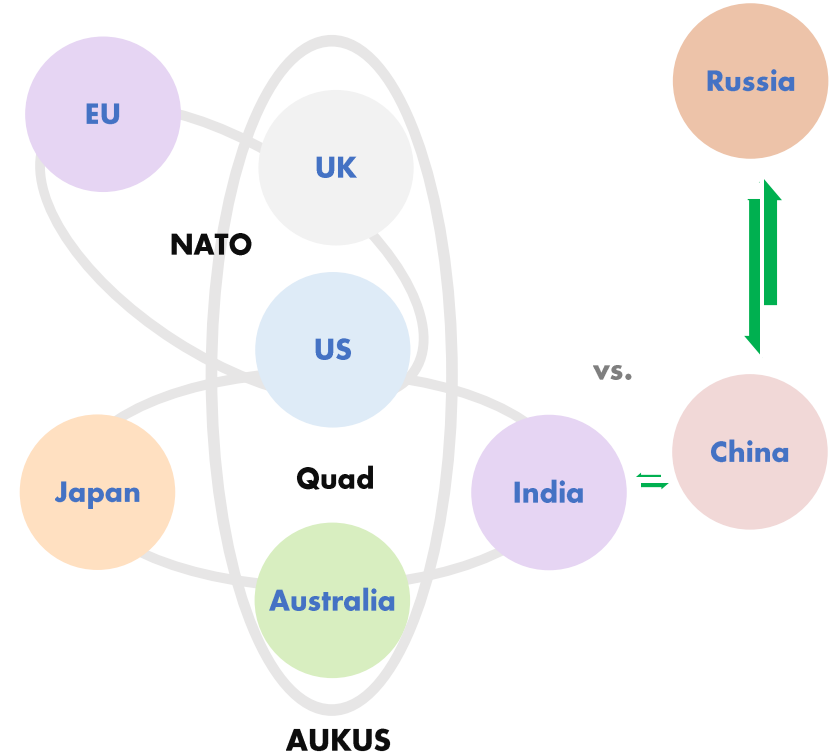 Russia
EU
UK
NATO
US
vs.
China
Quad
Japan
India
Australia
AUKUS